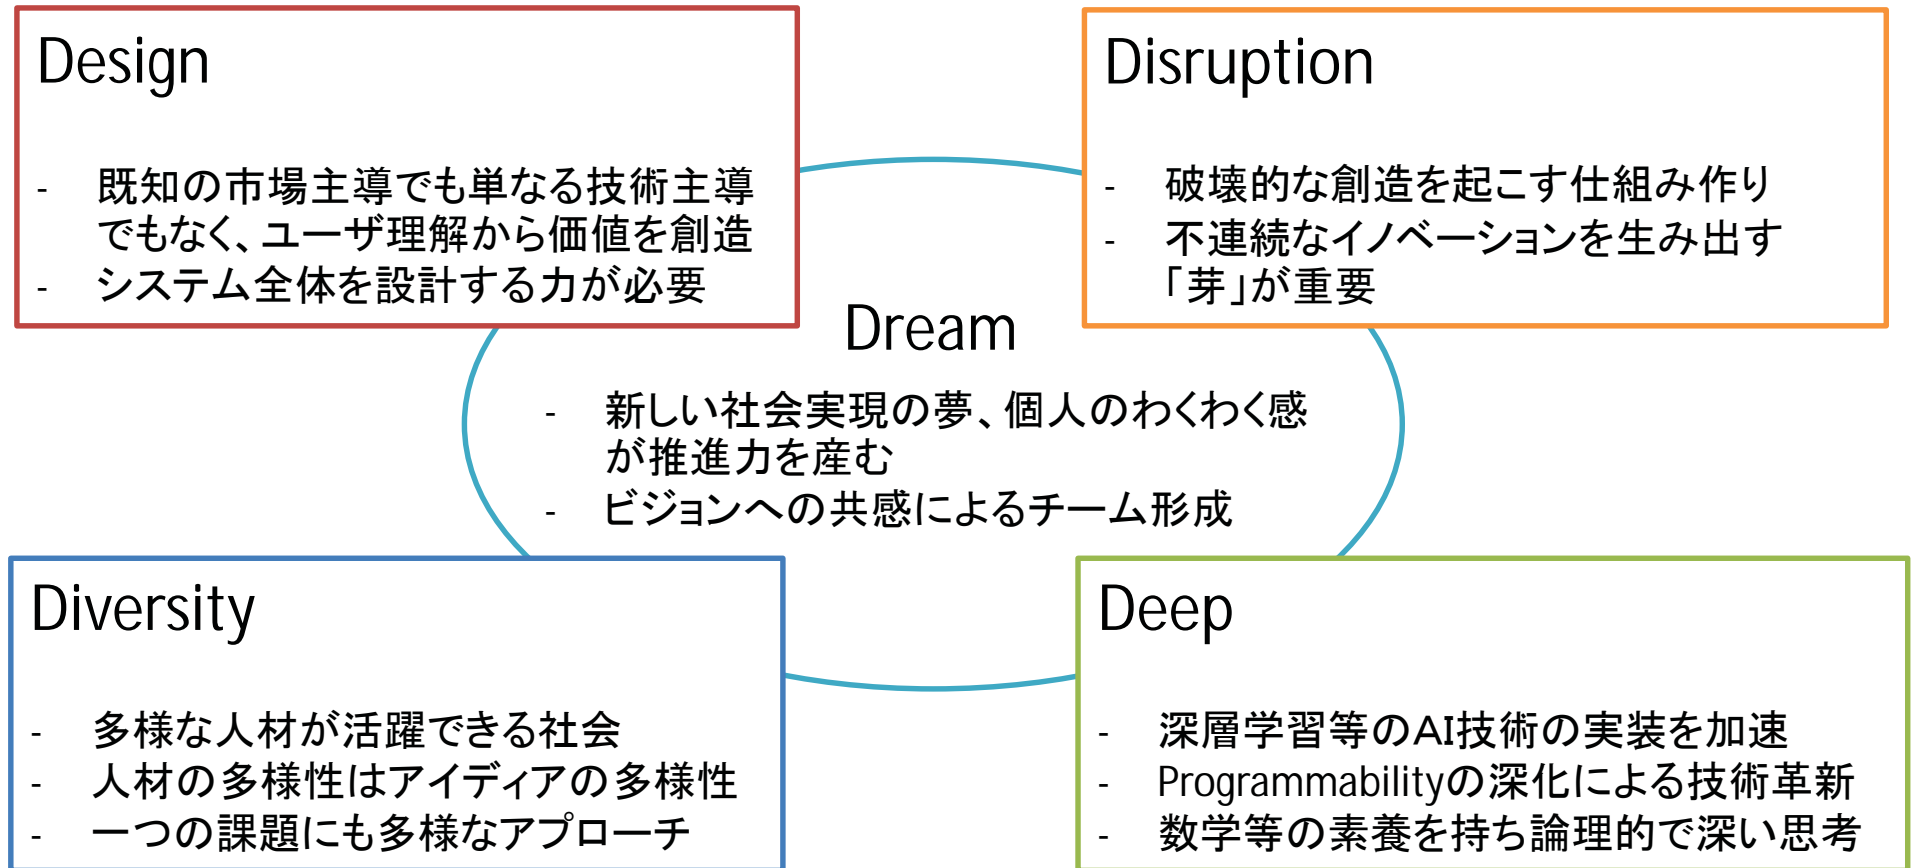 Design
- 既知の市場主導でも単なる技術主導
でもなく、ユーザ理解から価値を創造
- システム全体を設計する力が必要
Disruption
- 破壊的な創造を起こす仕組み作り
- 不連続なイノベーションを生み出す
「芽」が重要
Dream
- 新しい社会実現の夢、個人のわくわく感
が推進力を産む
- ビジョンへの共感によるチーム形成
Diversity
- 多様な人材が活躍できる社会
- 人材の多様性はアイディアの多様性
- 一つの課題にも多様なアプローチ
Deep
- 深層学習等のAI技術の実装を加速
- Programmabilityの深化による技術革新
- 数学等の素養を持ち論理的で深い思考